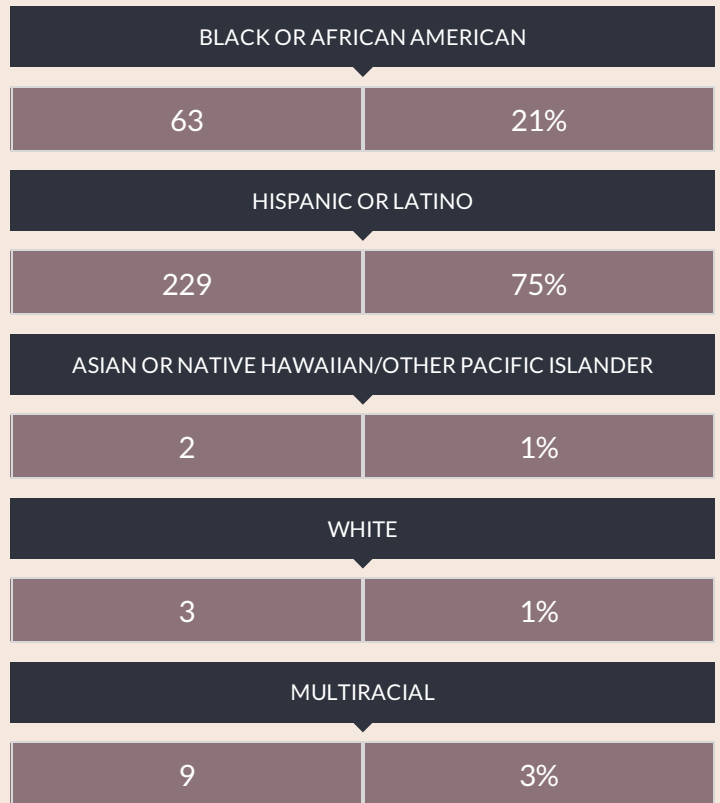 BLACK OR AFRICAN AMERICAN
63 21%
HISPANIC OR LATINO
229 75%
ASIAN OR NATIVE HAWAIIAN/OTHER PACIFIC ISLANDER
2 1%
WHITE
3 1%
MULTIRACIAL
9 3%